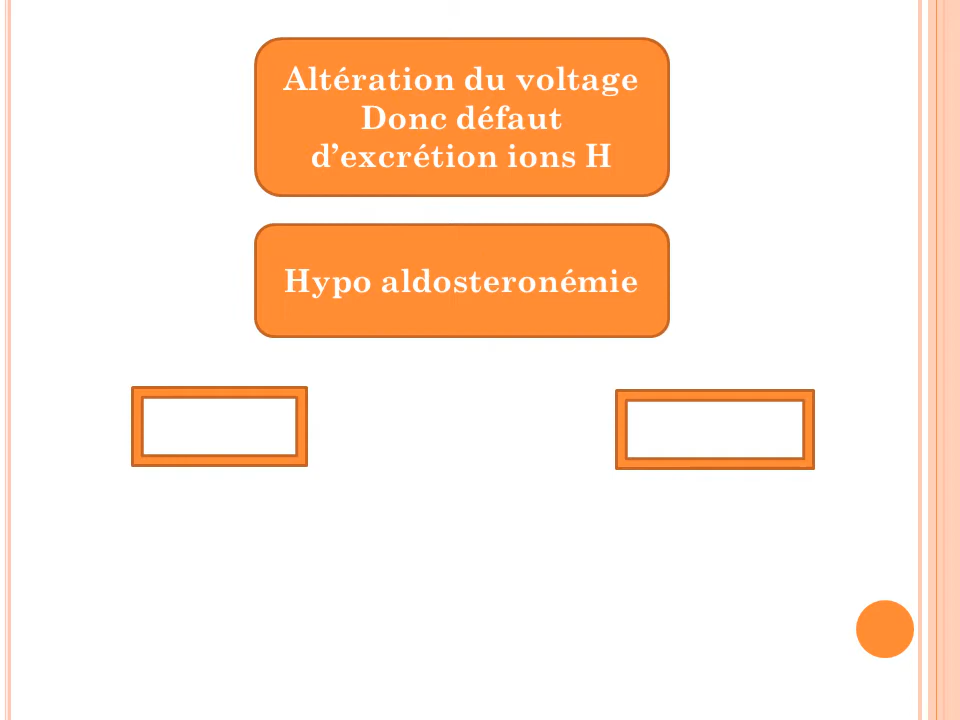 Altération du voltage
Donc défaut
d’excrétion ions H
Hypo aldosteronémie